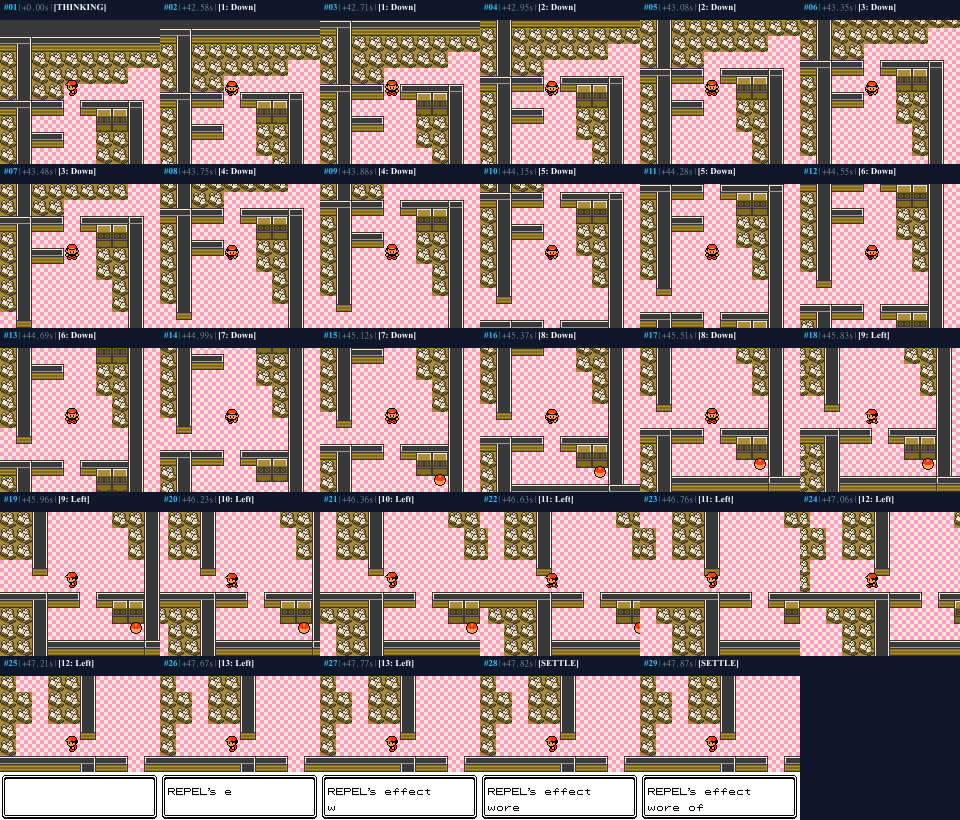 #01|+0.00s|[THINKING]
#02|+42.58s|[1: Down]
#03|+42.71s|[1: Down]
#04|+42.95s|[2: Down]
#05|+43.08s|[2: Down]
#06|+43.35s|[3: Down]
#07|+43.48s|[3: Down]
#08|+43.75s|[4: Down]
#09|+43.88s|[4: Down]
#10|+44.15s|[5: Down]
#11|+44.28s|[5: Down]
#12|+44.55s|[6: Down]
#13|+44.69s|[6: Down]
#14|+44.99s|[7: Down]
#15|+45.12s|[7: Down]
#16|+45.37s|[8: Down]
#17|+45.51s|[8: Down]
#18|+45.83s|[9: Left]
#19|+45.96s|[9: Left]
#20|+46.23s|[10: Left]
#21|+46.36s|[10: Left]
#22|+46.63s|[11: Left]
#23|+46.76s|[11: Left]
#24|+47.06s|[12: Left]
#25|+47.21s|[12: Left]
#26|+47.67s|[13: Left]
#27|+47.77s|[13: Left]
#28|+47.82s|[SETTLE]
#29|+47.87s|[SETTLE]
REPEL's e
REPEL's effect
w
REPEL's effect
wore
REPEL's effect
wore of